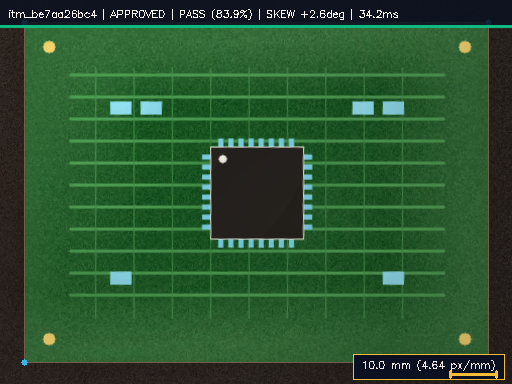 itm_be7aa26bc4 | APPROVED | PASS (83.9%) | SKEW +2.6deg | 34.2ms
10.0 mm (4.64 px/mm)